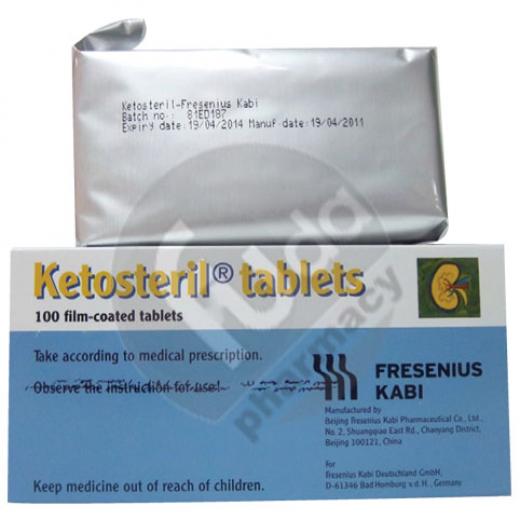 Ketosteril-Fresenius Kabi
Batch no.: 81ED187
Expiry date:19/04/2014 Manuf date:19/04/2011
Ketosteril® tablets
100 film-coated tablets
Take according to medical prescription.
Observe the instruction for use!
Keep medicine out of reach of children.
FRESENIUS
KABI
Manufactured by
Beijing Fresenius Kabi Pharmaceutical Co., Ltd.,
No. 2, Shuangqiao East Rd., Chaoyang District,
Beijing 100121, China
For
Fresenius Kabi Deutschland GmbH,
D-61346 Bad Homburg v.d. H., Germany
pharmacy